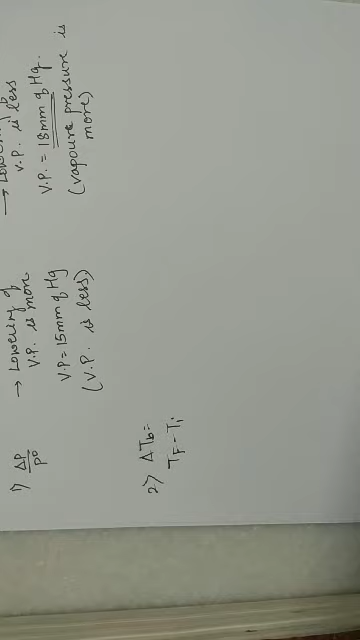 1) ΔP/P°
→ Lowering of
V.P. is more
V.P = 15mm of Hg
(V.P. is less)
→ Lowering of
V.P. is less
V.P. = 18mm of Hg.
(vapoure pressure is
more)
2) ΔTb =
TF - Ti